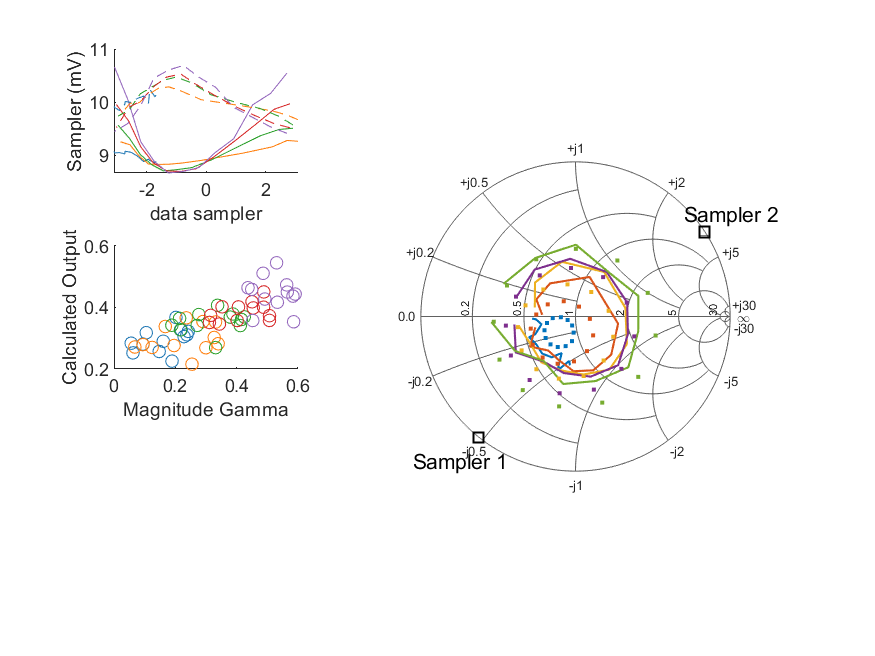 11
10
9
Sampler (mV)
-2 0 2
data sampler
0.6
0.4
0.2
Calculated Output
0 0.2 0.4 0.6
Magnitude Gamma
+j1
+j0.5 +j2
Sampler 2
+j0.2 +j5
0.0 0.2 0.5 1 2 5 30 +j30
∞
-j30
-j0.2 -j5
-j0.5 -j2
Sampler 1
-j1